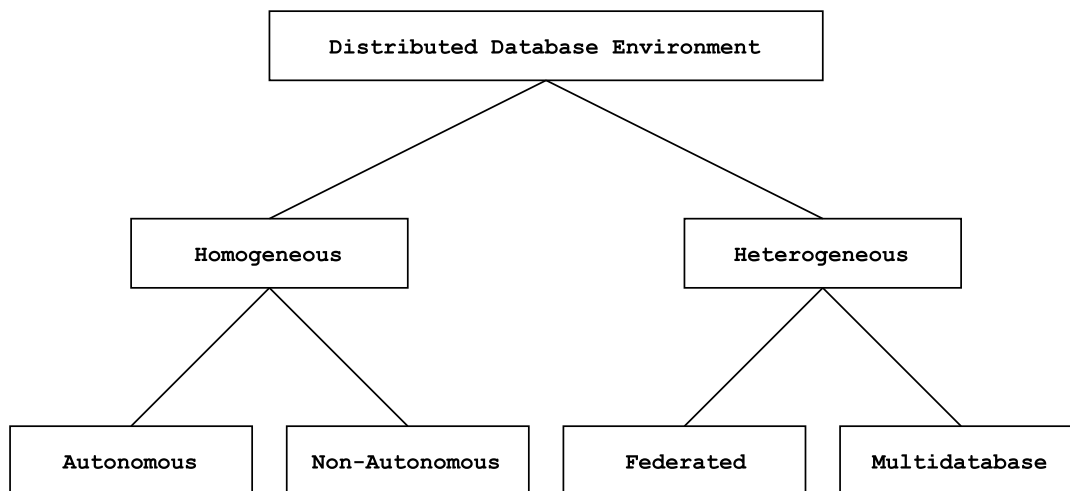 Distributed Database Environment
Homogeneous
Heterogeneous
Autonomous
Non-Autonomous
Federated
Multidatabase